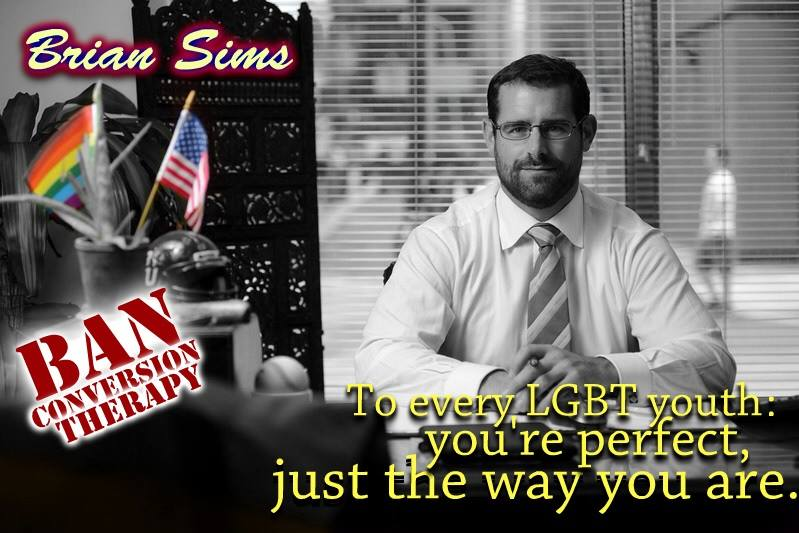 Brian Sims
BAN
CONVERSION
THERAPY
To every LGBT youth:
you're perfect,
just the way you are.